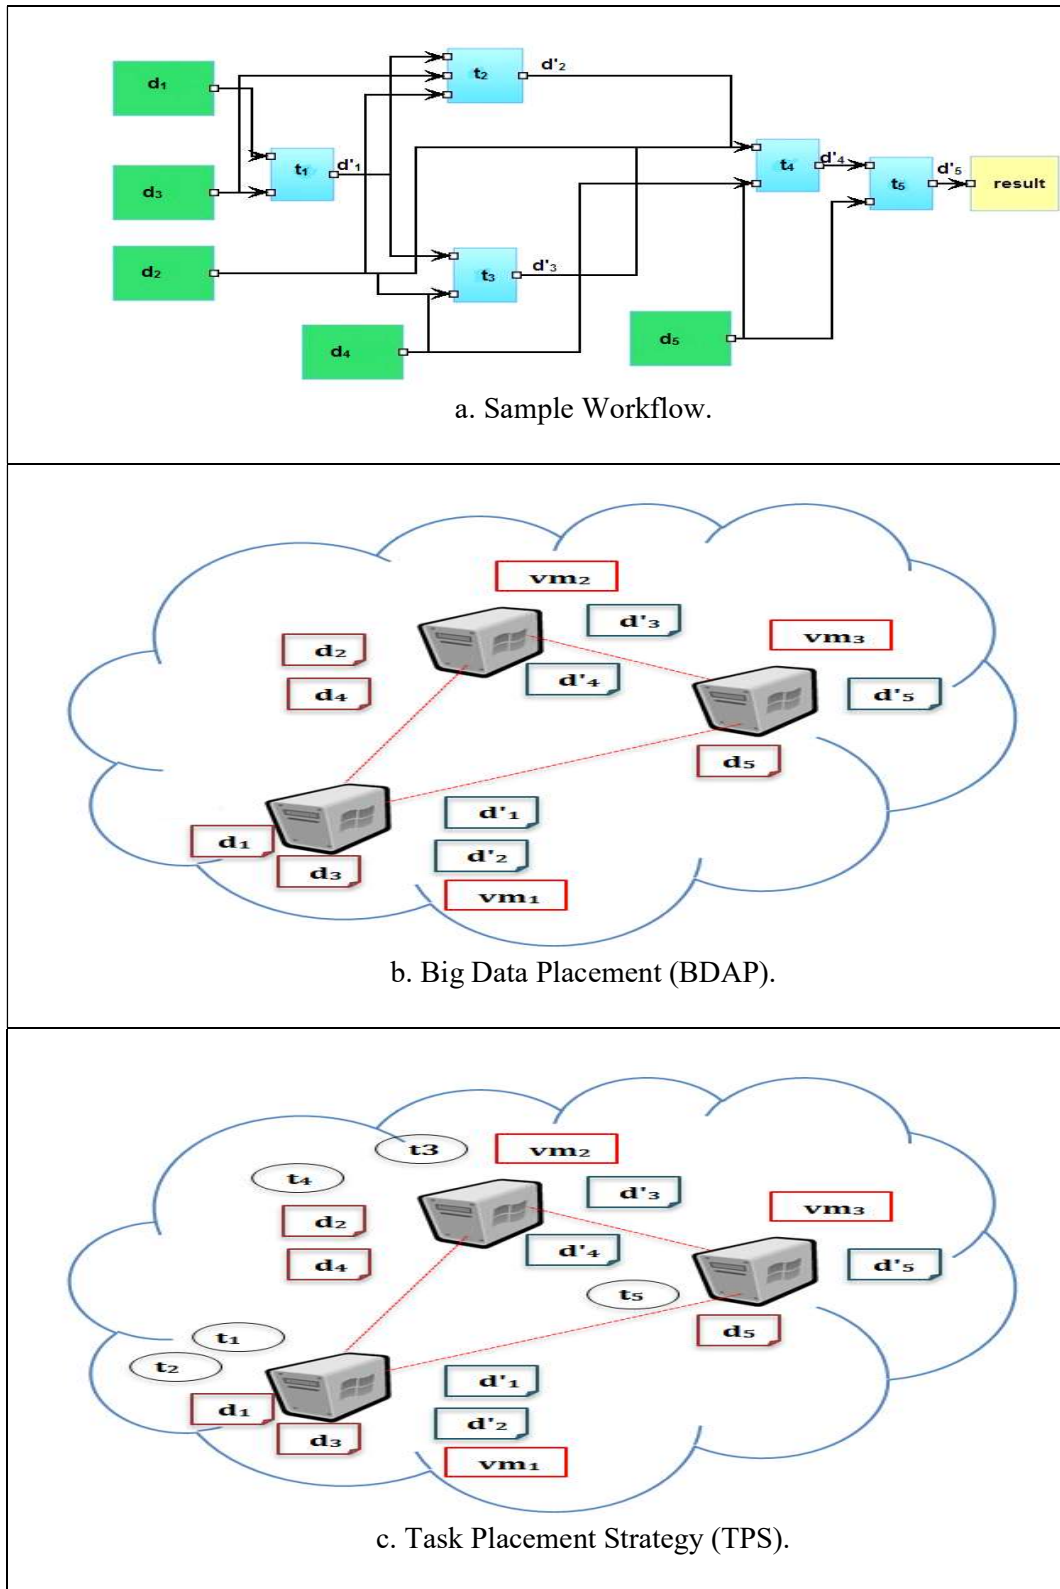 d₁
t₂
d'₂
d₃
t₁
d'₁
t₄
d'₄
t₅
d'₅
result
d₂
t₃
d'₃
d₄
d₅
a. Sample Workflow.
vm₂
d'₃
vm₃
d₂
d'₄
d₄
d'₅
d₅
d'₁
d₁
d'₂
d₃
vm₁
b. Big Data Placement (BDAP).
t3
vm₂
t₄
d'₃
vm₃
d₂
d'₄
d₄
d'₅
t₅
d₅
t₁
t₂
d'₁
d₁
d'₂
d₃
vm₁
c. Task Placement Strategy (TPS).